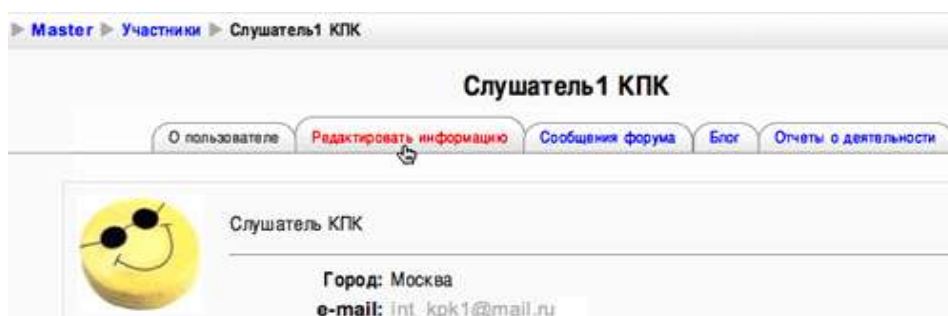 Master Участники Слушатель1 КПК
Слушатель1 КПК
О пользователе Редактировать информацию Сообщения форума Блог Отчеты о деятельности
Слушатель КПК
Город: Москва
e-mail: int_kpk1@mail.ru